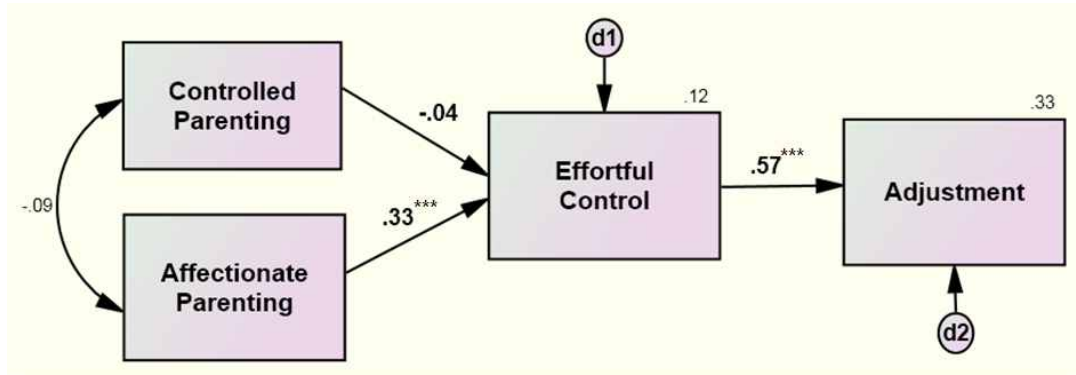 Controlled
Parenting
-.09
Affectionate
Parenting
-.04
.33***
d1
.12
Effortful
Control
.57***
.33
Adjustment
d2